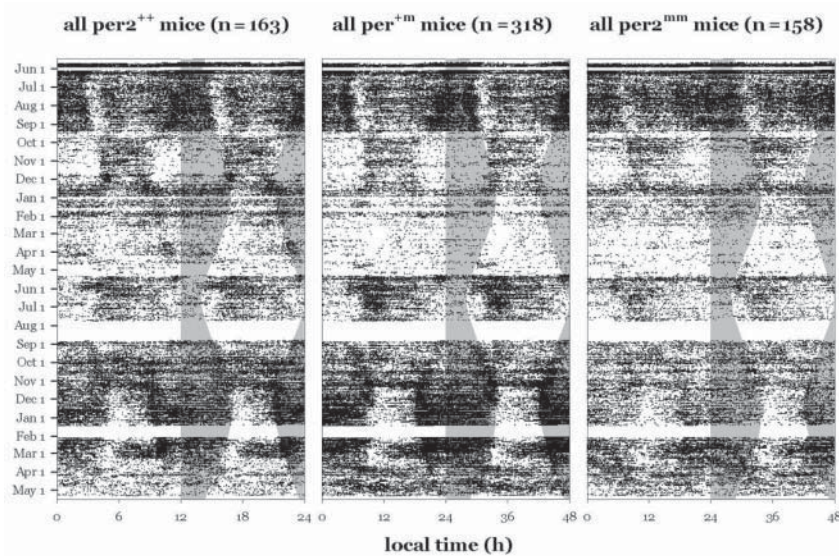 all per2⁺⁺ mice (n=163) all per⁺ᵐ mice (n=318) all per2ᵐᵐ mice (n=158)
Jun 1
Jul 1
Aug 1
Sep 1
Oct 1
Nov 1
Dec 1
Jan 1
Feb 1
Mar 1
Apr 1
May 1
Jun 1
Jul 1
Aug 1
Sep 1
Oct 1
Nov 1
Dec 1
Jan 1
Feb 1
Mar 1
Apr 1
May 1
0 6 12 18 24 0 12 24 36 48 0 12 24 36 48
local time (h)